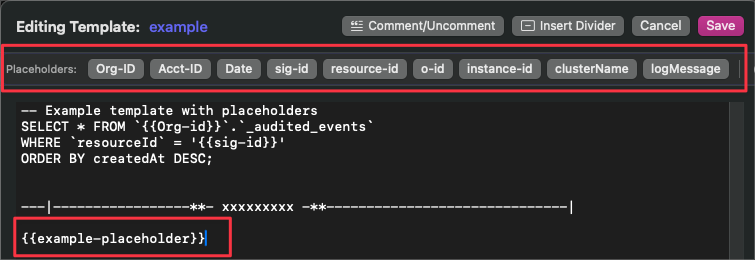 Editing Template: example
Comment/Uncomment
Insert Divider
Cancel
Save
Placeholders: Org-ID Acct-ID Date sig-id resource-id o-id instance-id clusterName logMessage
-- Example template with placeholders
SELECT * FROM `{{Org-id}}`.`_audited_events`
WHERE `resourceId` = '{{sig-id}}'
ORDER BY createdAt DESC;
---|-----------------**- xxxxxxxxx -**------------------------------|
{{example-placeholder}}